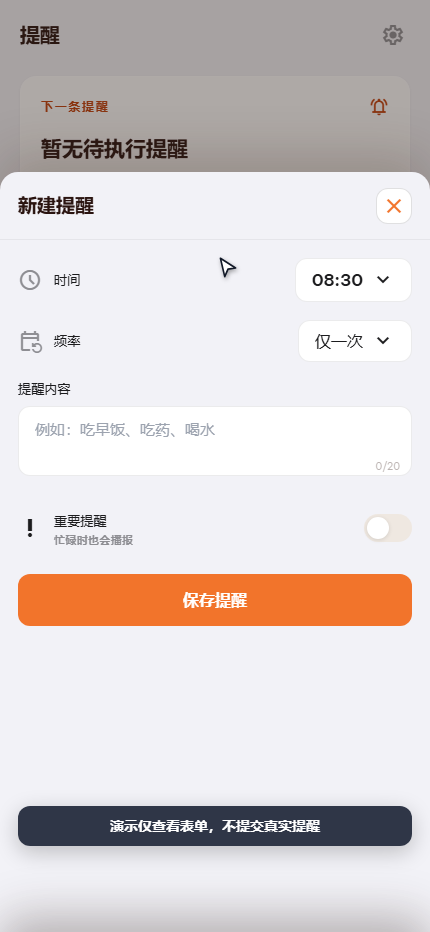 提醒
下一条提醒
暂无待执行提醒
新建提醒
时间
08:30
频率
仅一次
提醒内容
例如：吃早饭、吃药、喝水
0/20
重要提醒
忙碌时也会播报
保存提醒
演示仅查看表单，不提交真实提醒